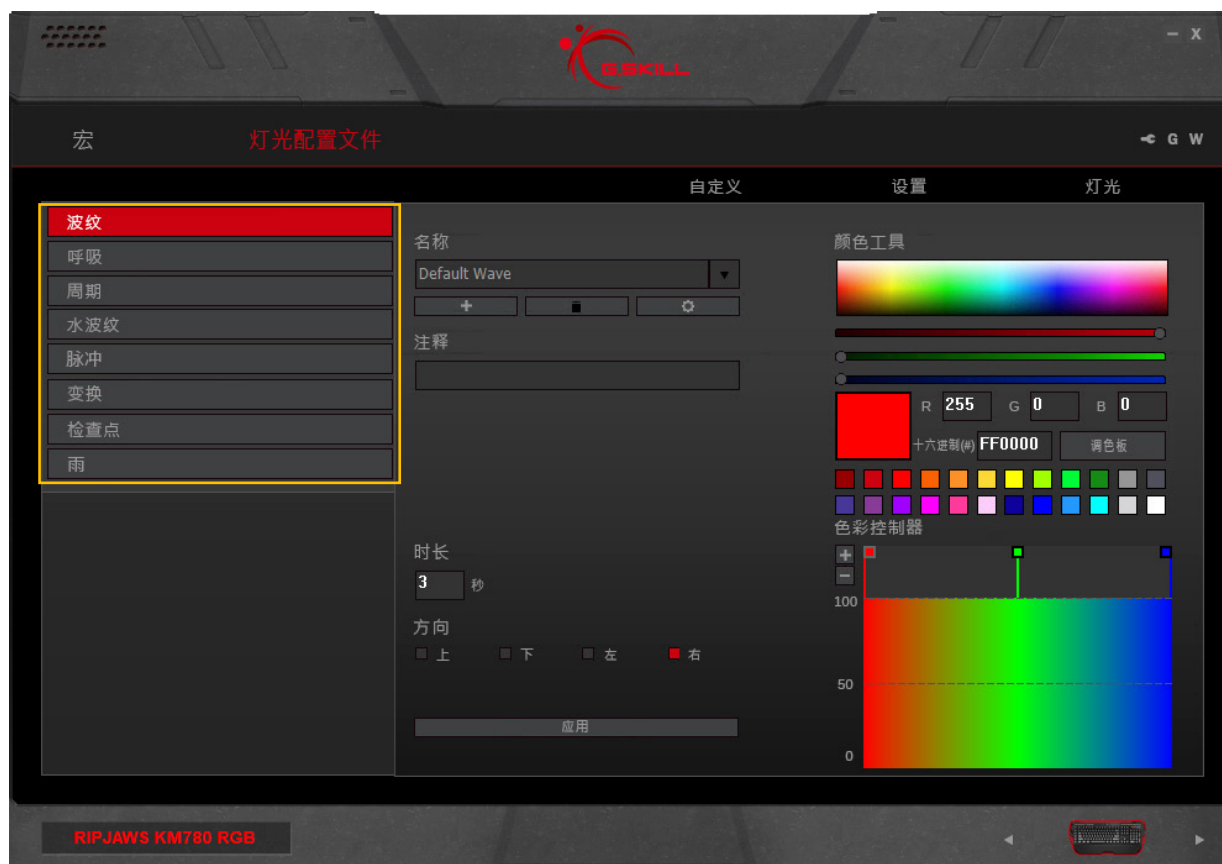 G.SKILL
– X
宏 灯光配置文件 G W
自定义 设置 灯光
波纹
呼吸
周期
水波纹
脉冲
变换
检查点
雨
名称
Default Wave
注释
时长
3 秒
方向
上 下 左 右
应用
颜色工具
R 255 G 0 B 0
十六进制(#) FF0000 调色板
色彩控制器
+
−
100
50
0
RIPJAWS KM780 RGB